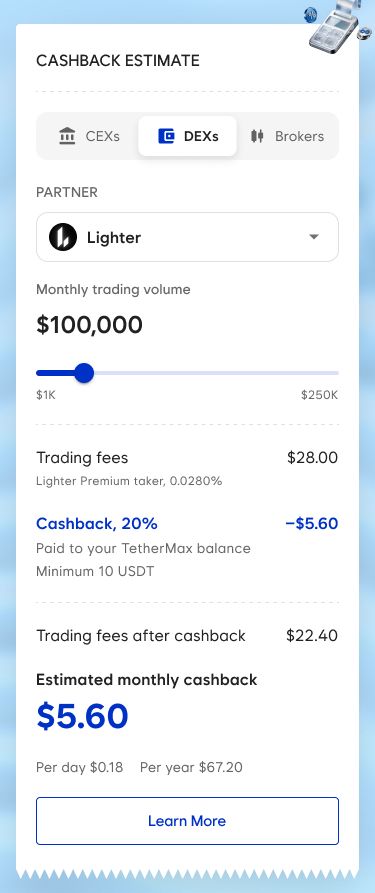 CASHBACK ESTIMATE
CEXs DEXs Brokers
PARTNER
Lighter
Monthly trading volume
$100,000
$1K $250K
Trading fees $28.00
Lighter Premium taker, 0.0280%
Cashback, 20% −$5.60
Paid to your TetherMax balance
Minimum 10 USDT
Trading fees after cashback $22.40
Estimated monthly cashback
$5.60
Per day $0.18 Per year $67.20
Learn More